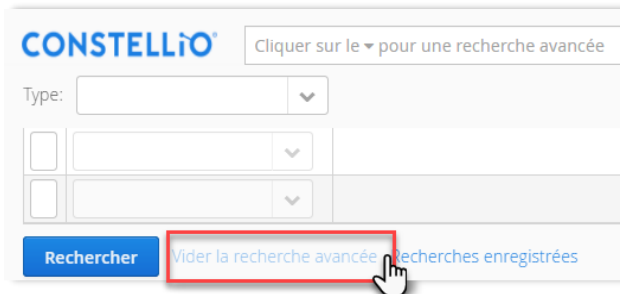 CONSTELLiO® Cliquer sur le ▾ pour une recherche avancée
Type:
Rechercher Vider la recherche avancée Recherches enregistrées